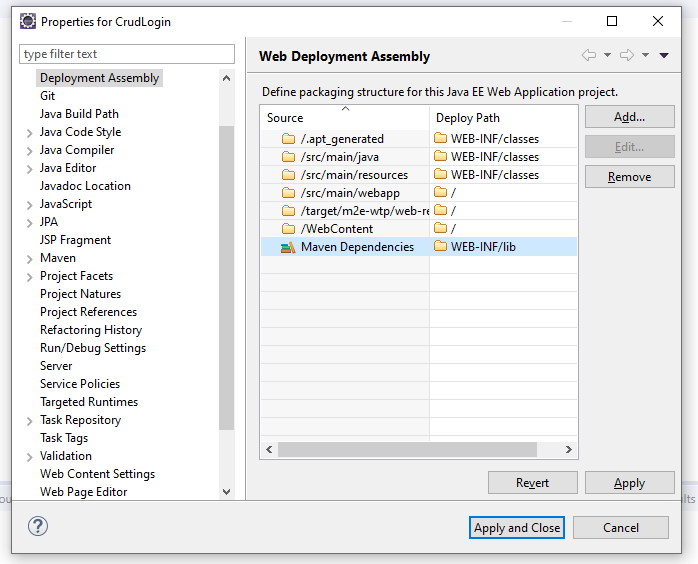 Properties for CrudLogin
type filter text
Deployment Assembly
Git
Java Build Path
Java Code Style
Java Compiler
Java Editor
Javadoc Location
JavaScript
JPA
JSP Fragment
Maven
Project Facets
Project Natures
Project References
Refactoring History
Run/Debug Settings
Server
Service Policies
Targeted Runtimes
Task Repository
Task Tags
Validation
Web Content Settings
Web Page Editor
Web Deployment Assembly
Define packaging structure for this Java EE Web Application project.
Source Deploy Path
/.apt_generated WEB-INF/classes
/src/main/java WEB-INF/classes
/src/main/resources WEB-INF/classes
/src/main/webapp /
/target/m2e-wtp/web-re /
/WebContent /
Maven Dependencies WEB-INF/lib
Add...
Edit...
Remove
Revert Apply
Apply and Close Cancel